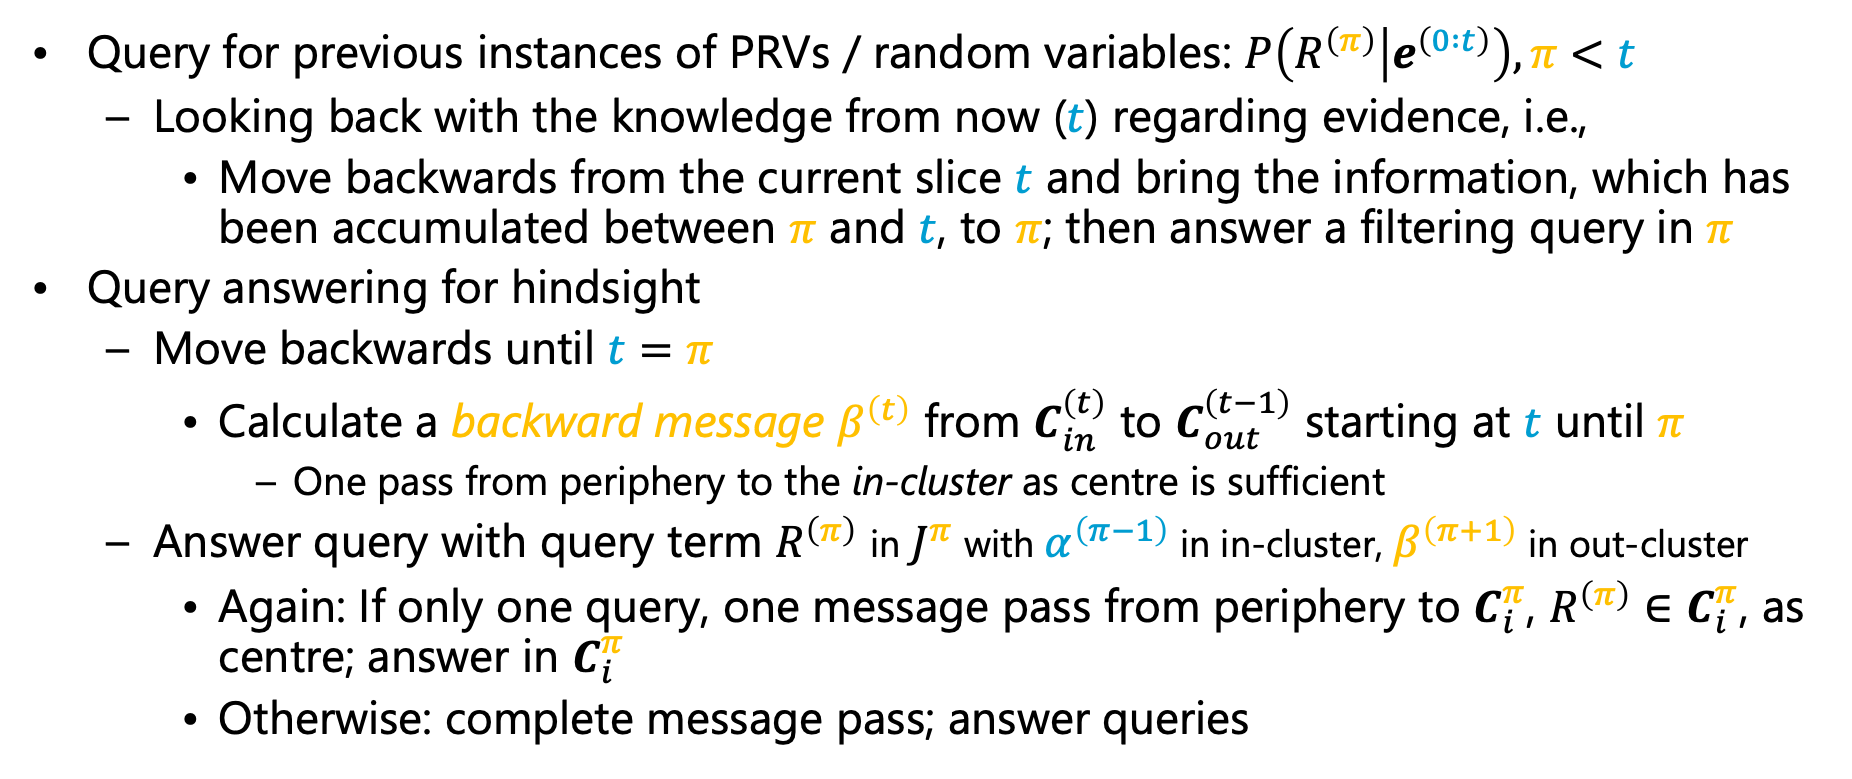 • Query for previous instances of PRVs / random variables: P(R^(π)|e^(0:t)), π < t
– Looking back with the knowledge from now (t) regarding evidence, i.e.,
• Move backwards from the current slice t and bring the information, which has
been accumulated between π and t, to π; then answer a filtering query in π
• Query answering for hindsight
– Move backwards until t = π
• Calculate a backward message β^(t) from C_in^(t) to C_out^(t−1) starting at t until π
– One pass from periphery to the in-cluster as centre is sufficient
– Answer query with query term R^(π) in J^π with α^(π−1) in in-cluster, β^(π+1) in out-cluster
• Again: If only one query, one message pass from periphery to C_i^π, R^(π) ∈ C_i^π, as
centre; answer in C_i^π
• Otherwise: complete message pass; answer queries